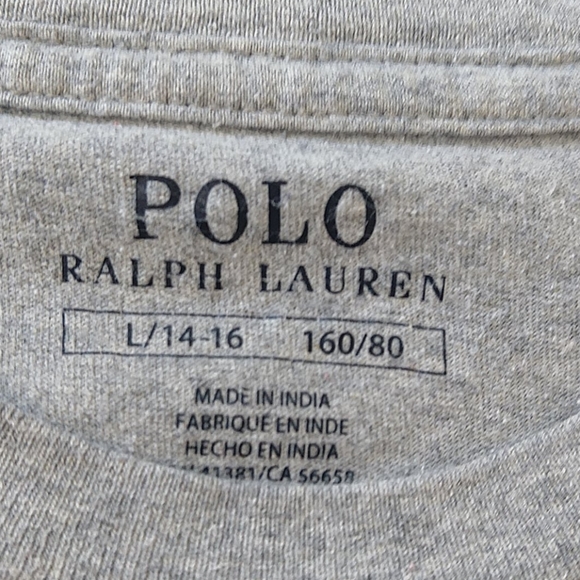 POLO
RALPH LAUREN
L/14-16 160/80
MADE IN INDIA
FABRIQUE EN INDE
HECHO EN INDIA
41381/CA 56658